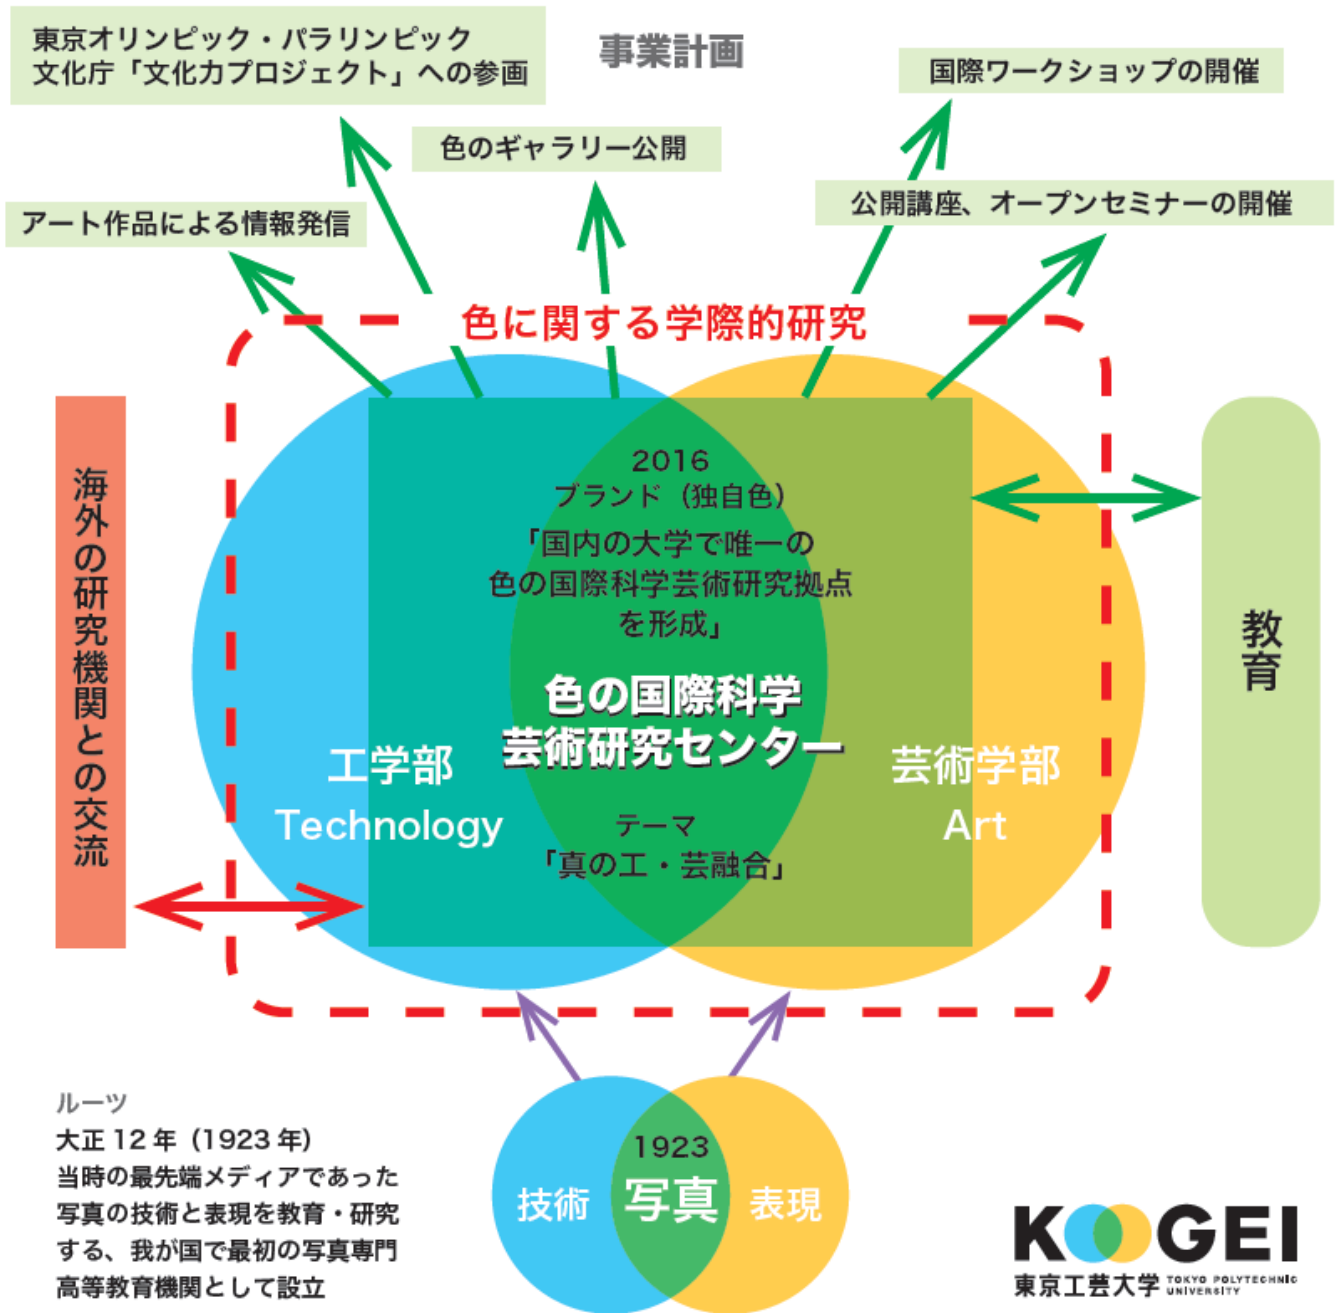 事業計画
東京オリンピック・パラリンピック
文化庁「文化力プロジェクト」への参画
国際ワークショップの開催
色のギャラリー公開
公開講座、オープンセミナーの開催
アート作品による情報発信
色に関する学際的研究
海外の研究機関との交流
2016
ブランド（独自色）
「国内の大学で唯一の
色の国際科学芸術研究拠点
を形成」
色の国際科学
芸術研究センター
工学部
Technology
芸術学部
Art
テーマ
「真の工・芸融合」
教育
ルーツ
大正 12 年（1923 年）
当時の最先端メディアであった
写真の技術と表現を教育・研究
する、我が国で最初の写真専門
高等教育機関として設立
1923
技術
写真
表現
KOOGEI
東京工芸大学 TOKYO POLYTECHNIC
UNIVERSITY